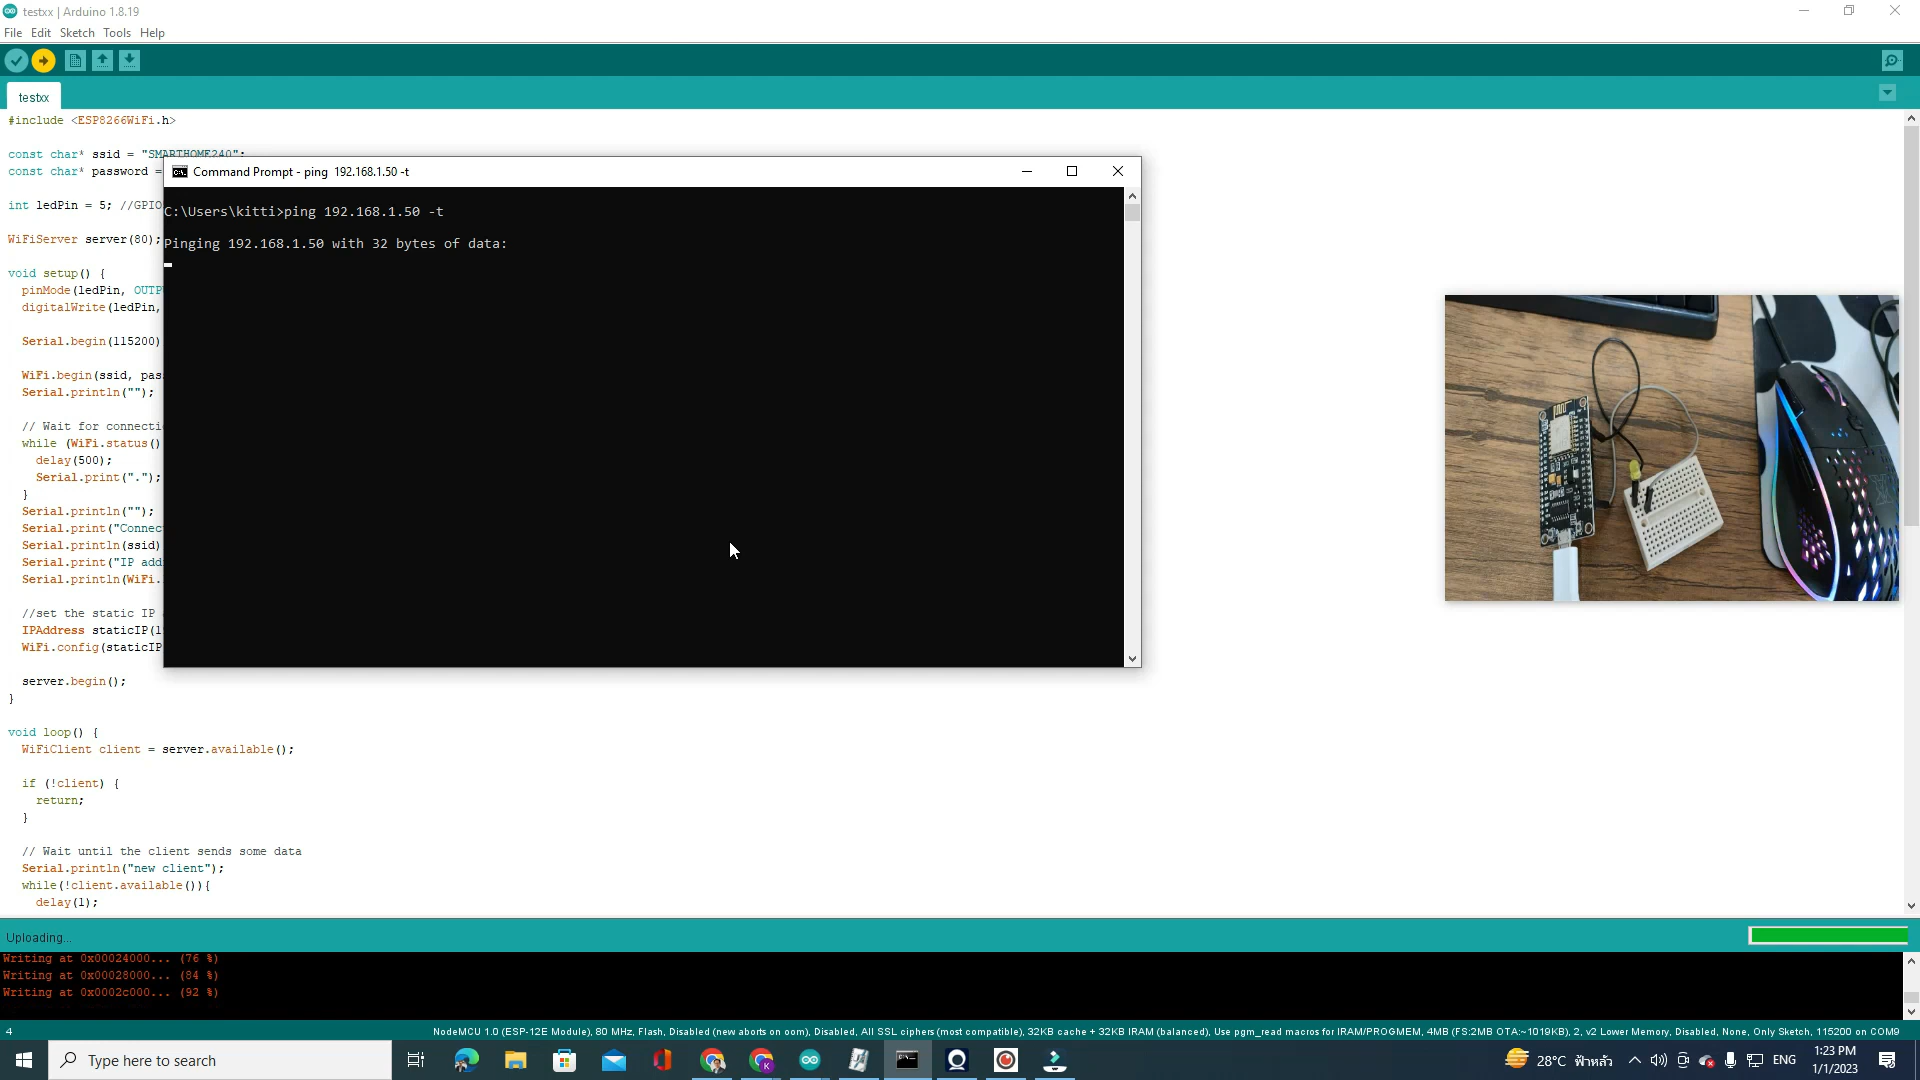 testxx | Arduino 1.8.19
File Edit Sketch Tools Help
testxx
#include <ESP8266WiFi.h>
const char* ssid = "SMARTHOME240";
const char* password =
int ledPin = 5; //GPIO
WiFiServer server(80);
void setup() {
pinMode(ledPin, OUTPU
digitalWrite(ledPin,
Serial.begin(115200)
WiFi.begin(ssid, pas
Serial.println("");
// Wait for connecti
while (WiFi.status()
delay(500);
Serial.print(".");
}
Serial.println("");
Serial.print("Connec
Serial.println(ssid)
Serial.print("IP add
Serial.println(WiFi.
//set the static IP
IPAddress staticIP(1
WiFi.config(staticIP
server.begin();
}
void loop() {
WiFiClient client = server.available();
if (!client) {
return;
}
// Wait until the client sends some data
Serial.println("new client");
while(!client.available()){
delay(1);
Command Prompt - ping 192.168.1.50 -t
C:\Users\kitti>ping 192.168.1.50 -t
Pinging 192.168.1.50 with 32 bytes of data:
Uploading...
Writing at 0x00024000... (76 %)
Writing at 0x00028000... (84 %)
Writing at 0x0002c000... (92 %)
4
NodeMCU 1.0 (ESP-12E Module), 80 MHz, Flash, Disabled (new aborts on oom), Disabled, All SSL ciphers (most compatible), 32KB cache + 32KB IRAM (balanced), Use pgm_read macros for IRAM/PROGMEM, 4MB (FS:2MB OTA:~1019KB), 2, v2 Lower Memory, Disabled, None, Only Sketch, 115200 on COM9
Type here to search
28°C ฟ้าหลัว
ENG
1:23 PM
1/1/2023